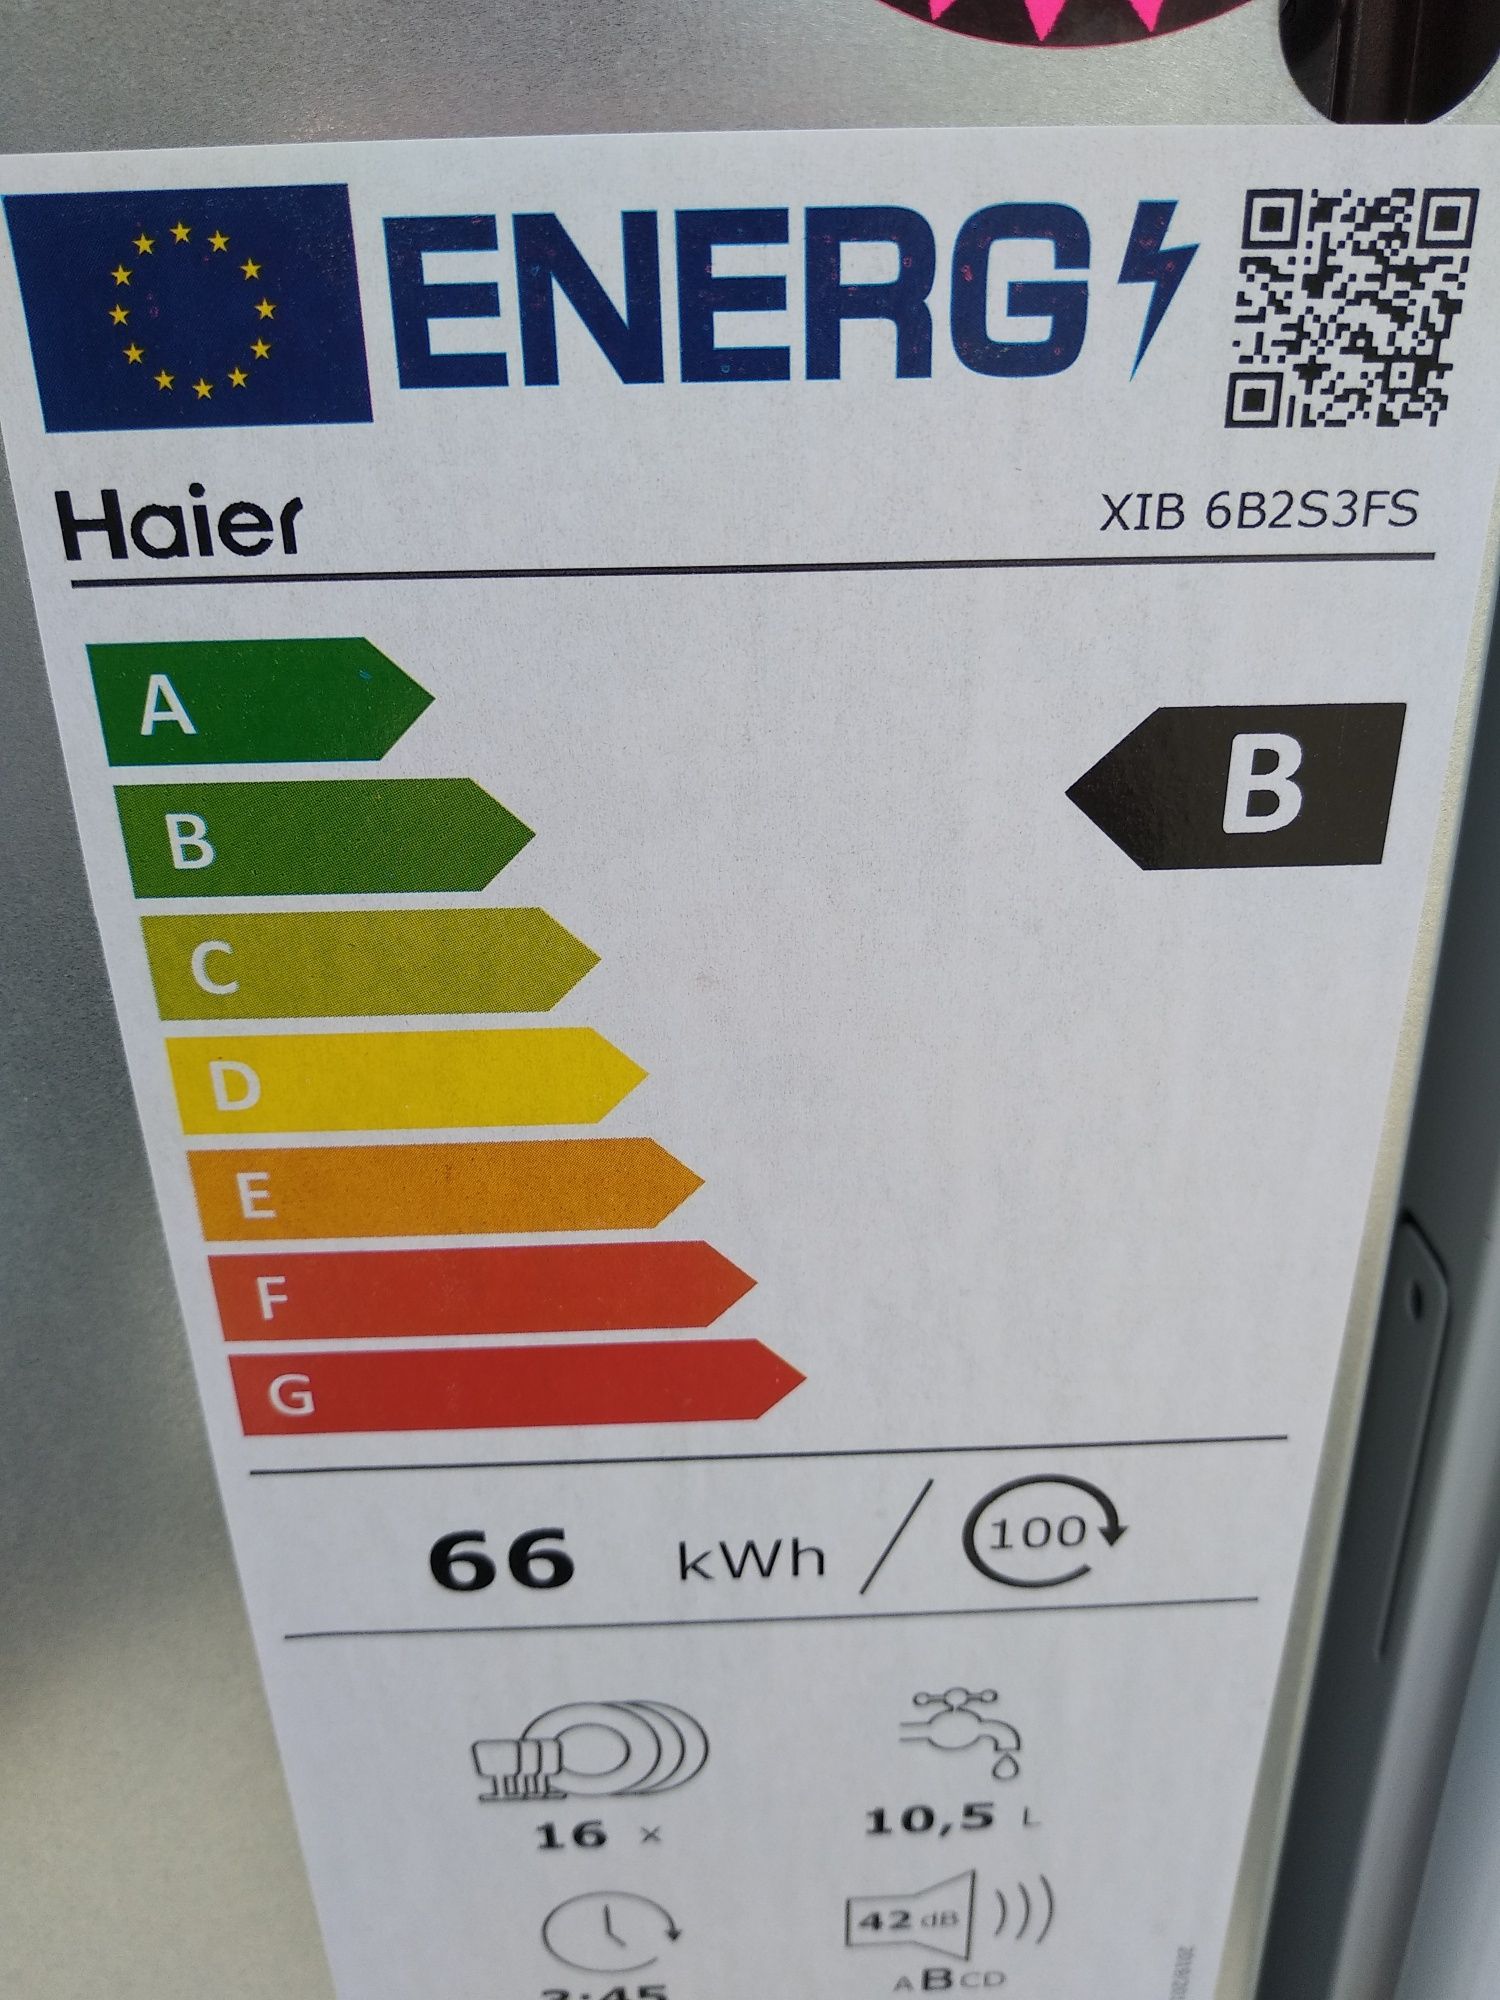 ENERG
Haier
XIB 6B2S3FS
A
B
B
C
D
E
F
G
66 kWh / 100
16 x
10,5 L
42 dB
ABCD